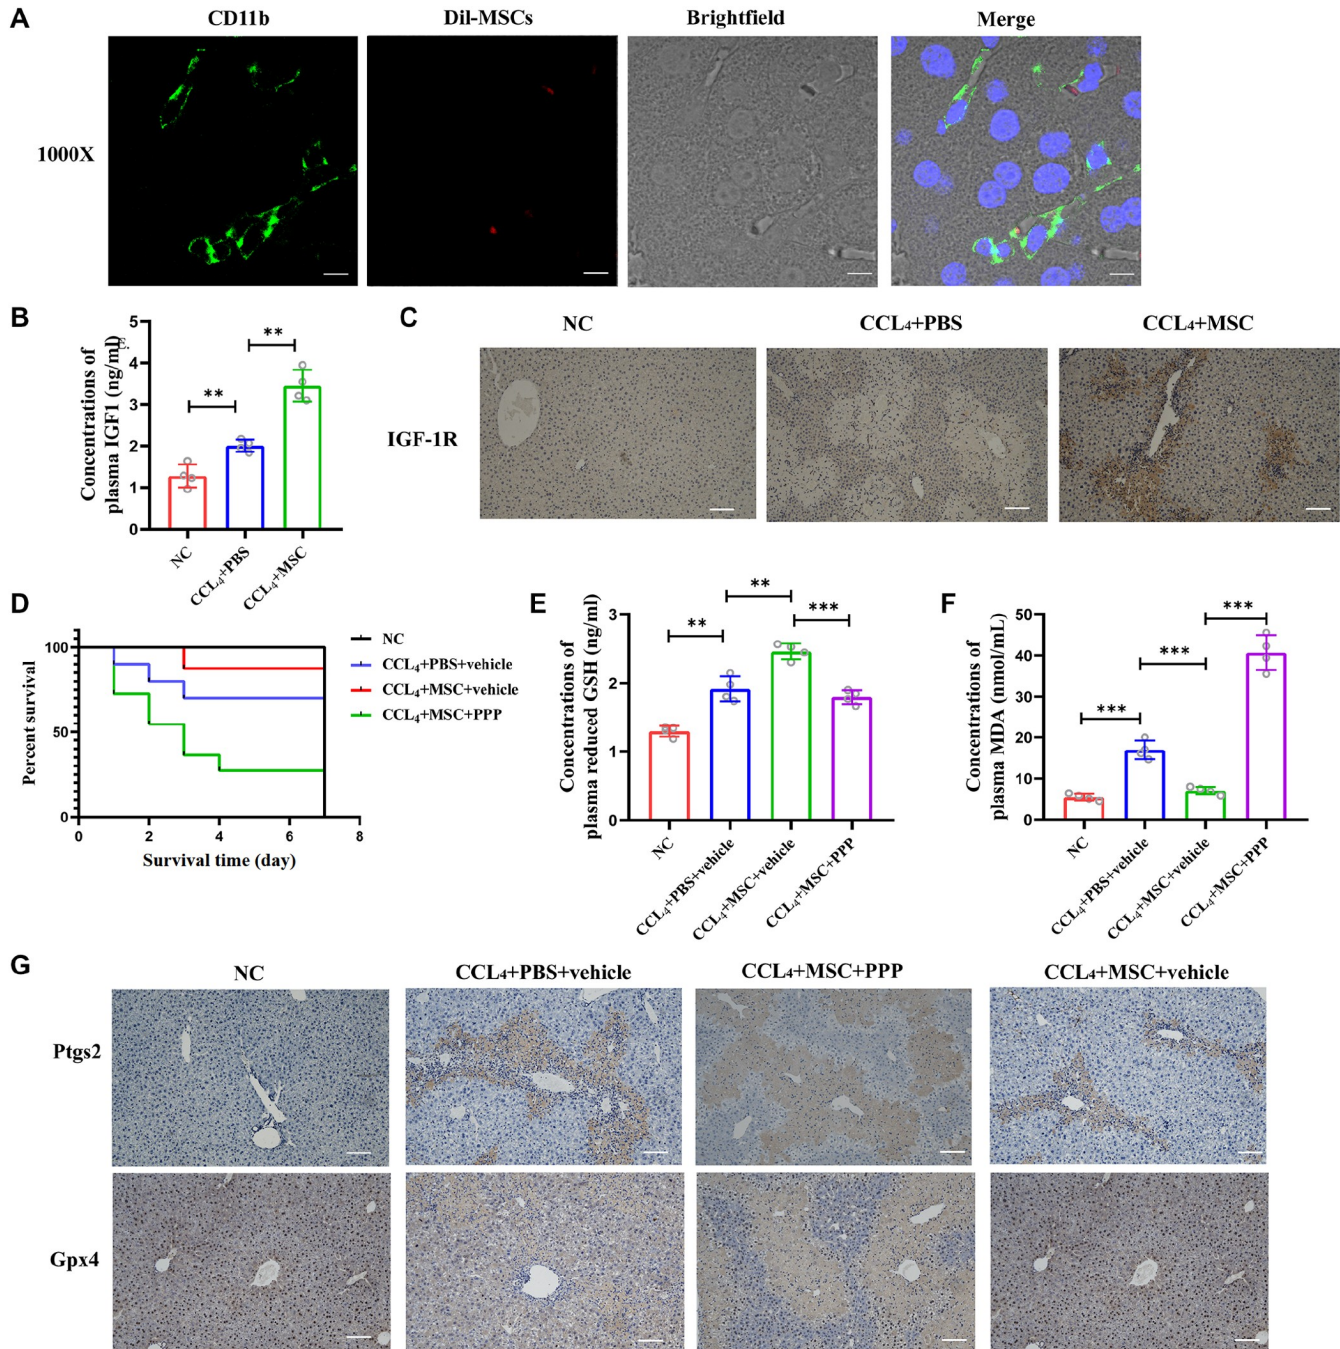 A
CD11b
Dil-MSCs
Brightfield
Merge
1000X
B
Concentrations of
plasma IGF1 (ng/ml)
5
4
3
2
1
0
**
**
NC
CCL₄+PBS
CCL₄+MSC
C
NC
CCL₄+PBS
CCL₄+MSC
IGF-1R
D
Percent survival
100
50
0
0 2 4 6 8
Survival time (day)
NC
CCL₄+PBS+vehicle
CCL₄+MSC+vehicle
CCL₄+MSC+PPP
E
Concentrations of
plasma reduced GSH (ng/ml)
3
2
1
0
**
**
***
NC
CCL₄+PBS+vehicle
CCL₄+MSC+vehicle
CCL₄+MSC+PPP
F
Concentrations of
plasma MDA (nmol/mL)
50
40
30
20
10
0
***
***
***
NC
CCL₄+PBS+vehicle
CCL₄+MSC+vehicle
CCL₄+MSC+PPP
G
NC
CCL₄+PBS+vehicle
CCL₄+MSC+PPP
CCL₄+MSC+vehicle
Ptgs2
Gpx4